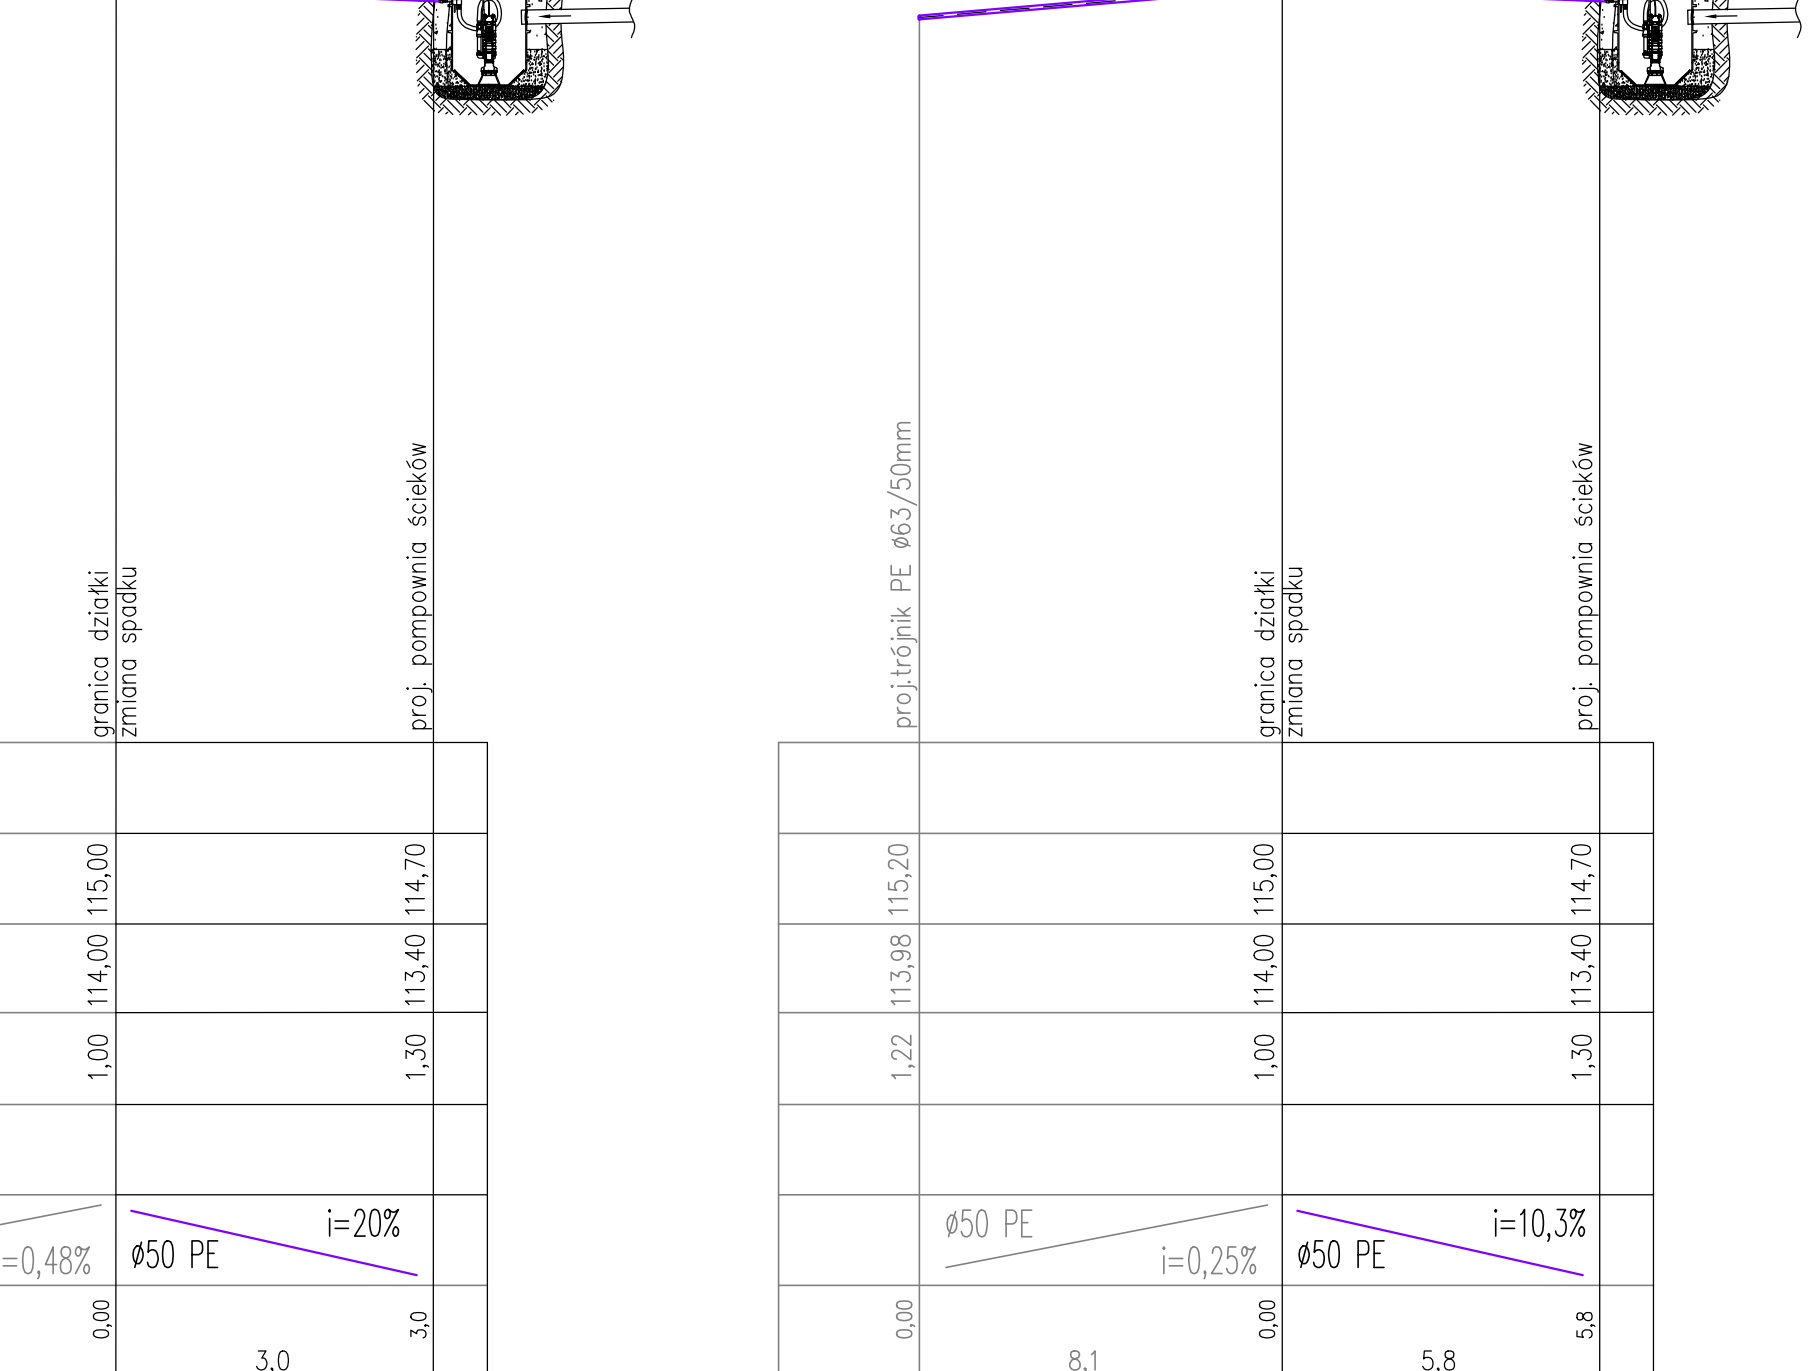 granica działki
zmiana spadku
proj. pompownia ścieków
proj.trójnik PE ø63/50mm
granica działki
zmiana spadku
proj. pompownia ścieków
115,00
114,70
115,20
115,00
114,70
114,00
113,40
113,98
114,00
113,40
1,00
1,30
1,22
1,00
1,30
=0,48%
ø50 PE
i=20%
ø50 PE
i=0,25%
ø50 PE
i=10,3%
0,00
3,0
0,00
0,00
5,8
3,0
8,1
5,8